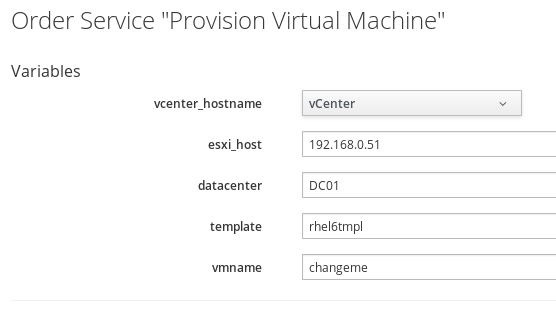 Order Service "Provision Virtual Machine"
Variables
vcenter_hostname vCenter
esxi_host 192.168.0.51
datacenter DC01
template rhel6tmpl
vmname changeme